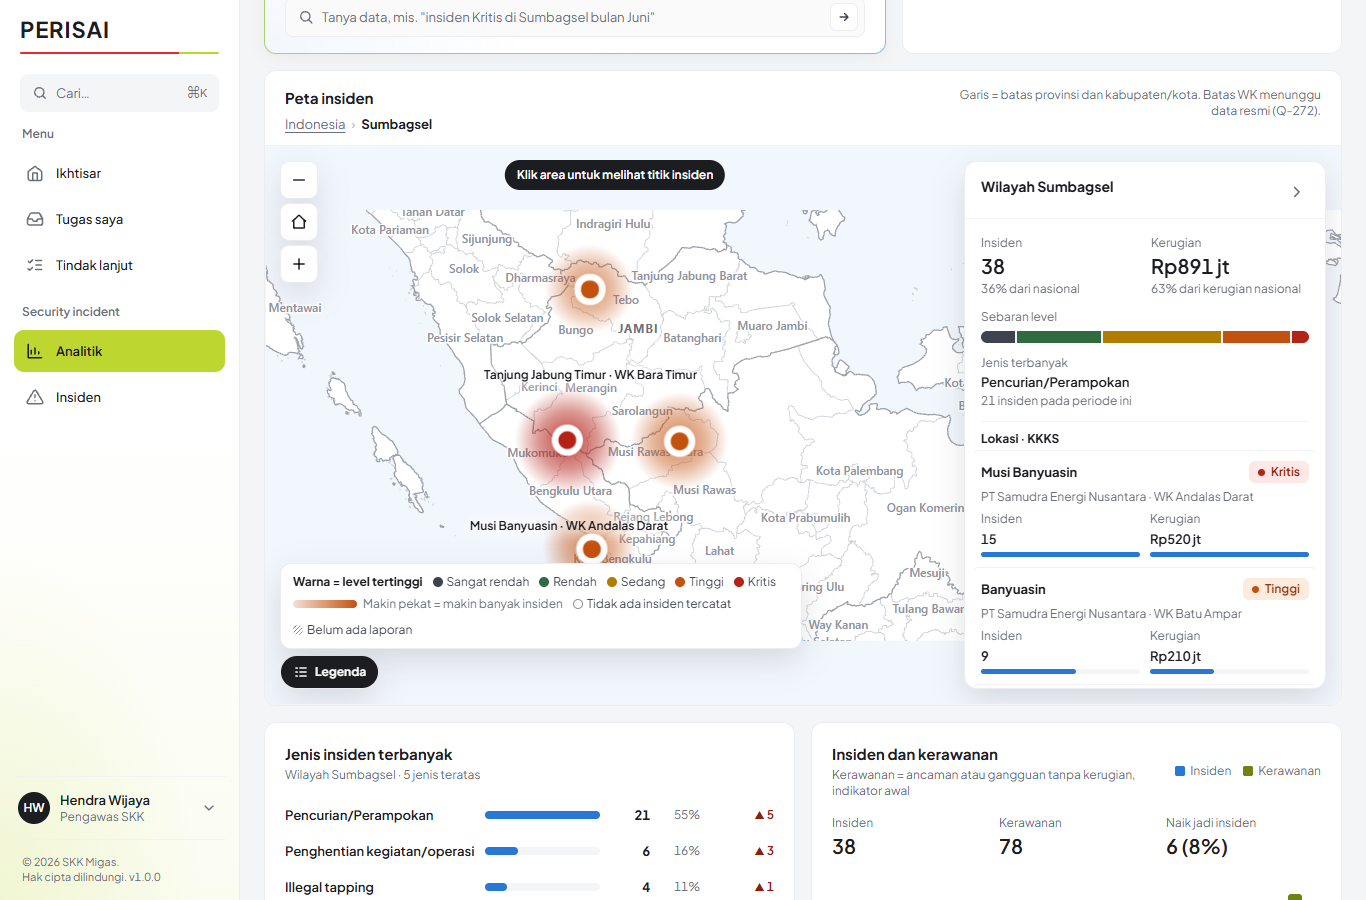 PERISAI
Cari...
⌘K
Menu
Ikhtisar
Tugas saya
Tindak lanjut
Security incident
Analitik
Insiden
HW
Hendra Wijaya
Pengawas SKK
© 2026 SKK Migas.
Hak cipta dilindungi. v1.0.0
Tanya data, mis. "insiden Kritis di Sumbagsel bulan Juni"
Peta insiden
Indonesia › Sumbagsel
Garis = batas provinsi dan kabupaten/kota. Batas WK menunggu
data resmi (Q-272).
Klik area untuk melihat titik insiden
Tanah Datar
Kota Pariaman
Indragiri Hulu
Sijunjung
Solok
Dharmasraya
Tanjung Jabung Barat
Tebo
Mentawai
Solok Selatan
Bungo
JAMBI
Muaro Jambi
Pesisir Selatan
Batanghari
Tanjung Jabung Timur · WK Bara Timur
Kerinci
Merangin
Sarolangun
Musi Rawas
Kota Palembang
Bengkulu Utara
Musi Rawas
Rejang Lebong
Kota Prabumulih
Musi Banyuasin · WK Andalas Darat
Kepahiang
Lahat
Bengkulu
Mesuji
Tulang Bawan
Way Kanan
Warna = level tertinggi
Sangat rendah
Rendah
Sedang
Tinggi
Kritis
Makin pekat = makin banyak insiden
Tidak ada insiden tercatat
Belum ada laporan
Legenda
Wilayah Sumbagsel
Insiden
Kerugian
38
Rp891 jt
36% dari nasional
63% dari kerugian nasional
Sebaran level
Jenis terbanyak
Pencurian/Perampokan
21 insiden pada periode ini
Lokasi · KKKS
Musi Banyuasin
Kritis
PT Samudra Energi Nusantara · WK Andalas Darat
Insiden
Kerugian
15
Rp520 jt
Banyuasin
Tinggi
PT Samudra Energi Nusantara · WK Batu Ampar
Insiden
Kerugian
9
Rp210 jt
Jenis insiden terbanyak
Wilayah Sumbagsel · 5 jenis teratas
Pencurian/Perampokan 21 55% ▲5
Penghentian kegiatan/operasi 6 16% ▲3
Illegal tapping 4 11% ▲1
Insiden dan kerawanan
Kerawanan = ancaman atau gangguan tanpa kerugian,
indikator awal
Insiden
Kerawanan
Insiden
Kerawanan
Naik jadi insiden
38
78
6 (8%)